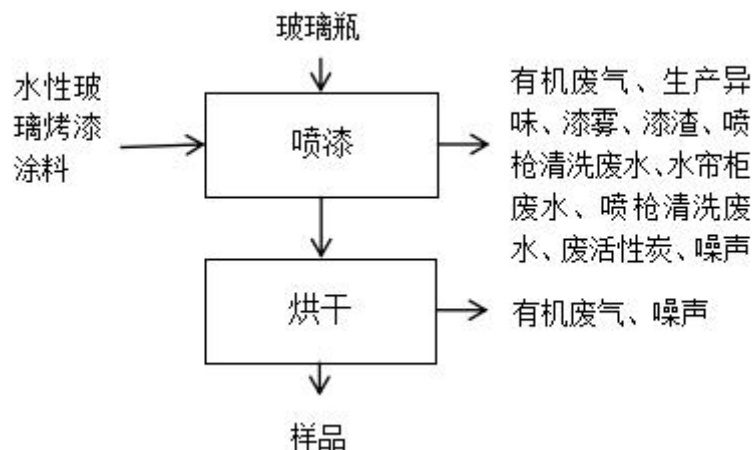 玻璃瓶
水性玻
璃烤漆
涂料
喷漆
有机废气、生产异
味、漆雾、漆渣、喷
枪清洗废水、水帘柜
废水、喷枪清洗废
水、废活性炭、噪声
烘干
有机废气、噪声
样品